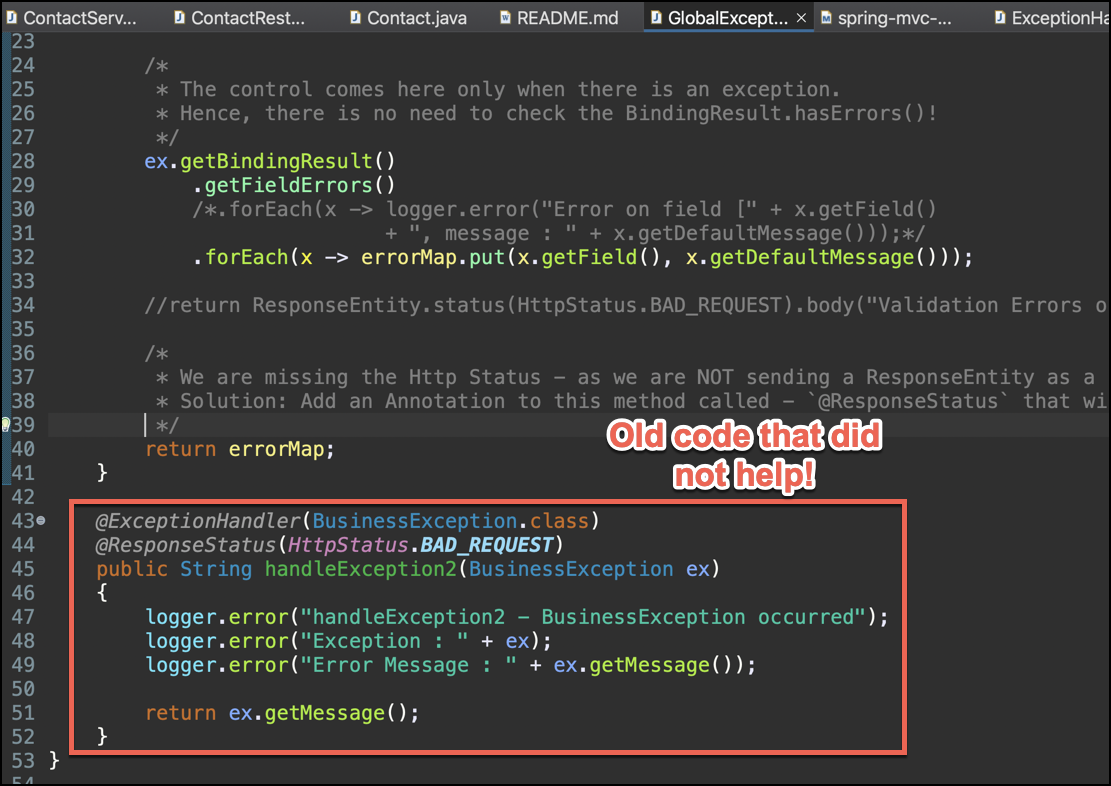 ContactServ... ContactRest... Contact.java README.md GlobalExcept... × spring-mvc-... ExceptionHa
23
24 /*
25 * The control comes here only when there is an exception.
26 * Hence, there is no need to check the BindingResult.hasErrors()!
27 */
28 ex.getBindingResult()
29 .getFieldErrors()
30 /*.forEach(x -> logger.error("Error on field [" + x.getField()
31 + ", message : " + x.getDefaultMessage()));*/
32 .forEach(x -> errorMap.put(x.getField(), x.getDefaultMessage()));
33
34 //return ResponseEntity.status(HttpStatus.BAD_REQUEST).body("Validation Errors o
35
36 /*
37 * We are missing the Http Status – as we are NOT sending a ResponseEntity as a
38 * Solution: Add an Annotation to this method called – `@ResponseStatus` that wi
39 */
Old code that did
not help!
40 return errorMap;
41 }
42
43 @ExceptionHandler(BusinessException.class)
44 @ResponseStatus(HttpStatus.BAD_REQUEST)
45 public String handleException2(BusinessException ex)
46 {
47 logger.error("handleException2 – BusinessException occurred");
48 logger.error("Exception : " + ex);
49 logger.error("Error Message : " + ex.getMessage());
50
51 return ex.getMessage();
52 }
53 }
54